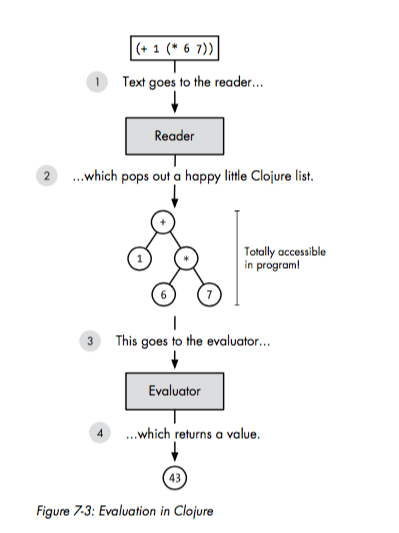 (+ 1 (* 6 7))
1 Text goes to the reader...
Reader
2 ...which pops out a happy little Clojure list.
+
1 *
6 7
Totally accessible
in program!
3 This goes to the evaluator...
Evaluator
4 ...which returns a value.
43
Figure 7-3: Evaluation in Clojure